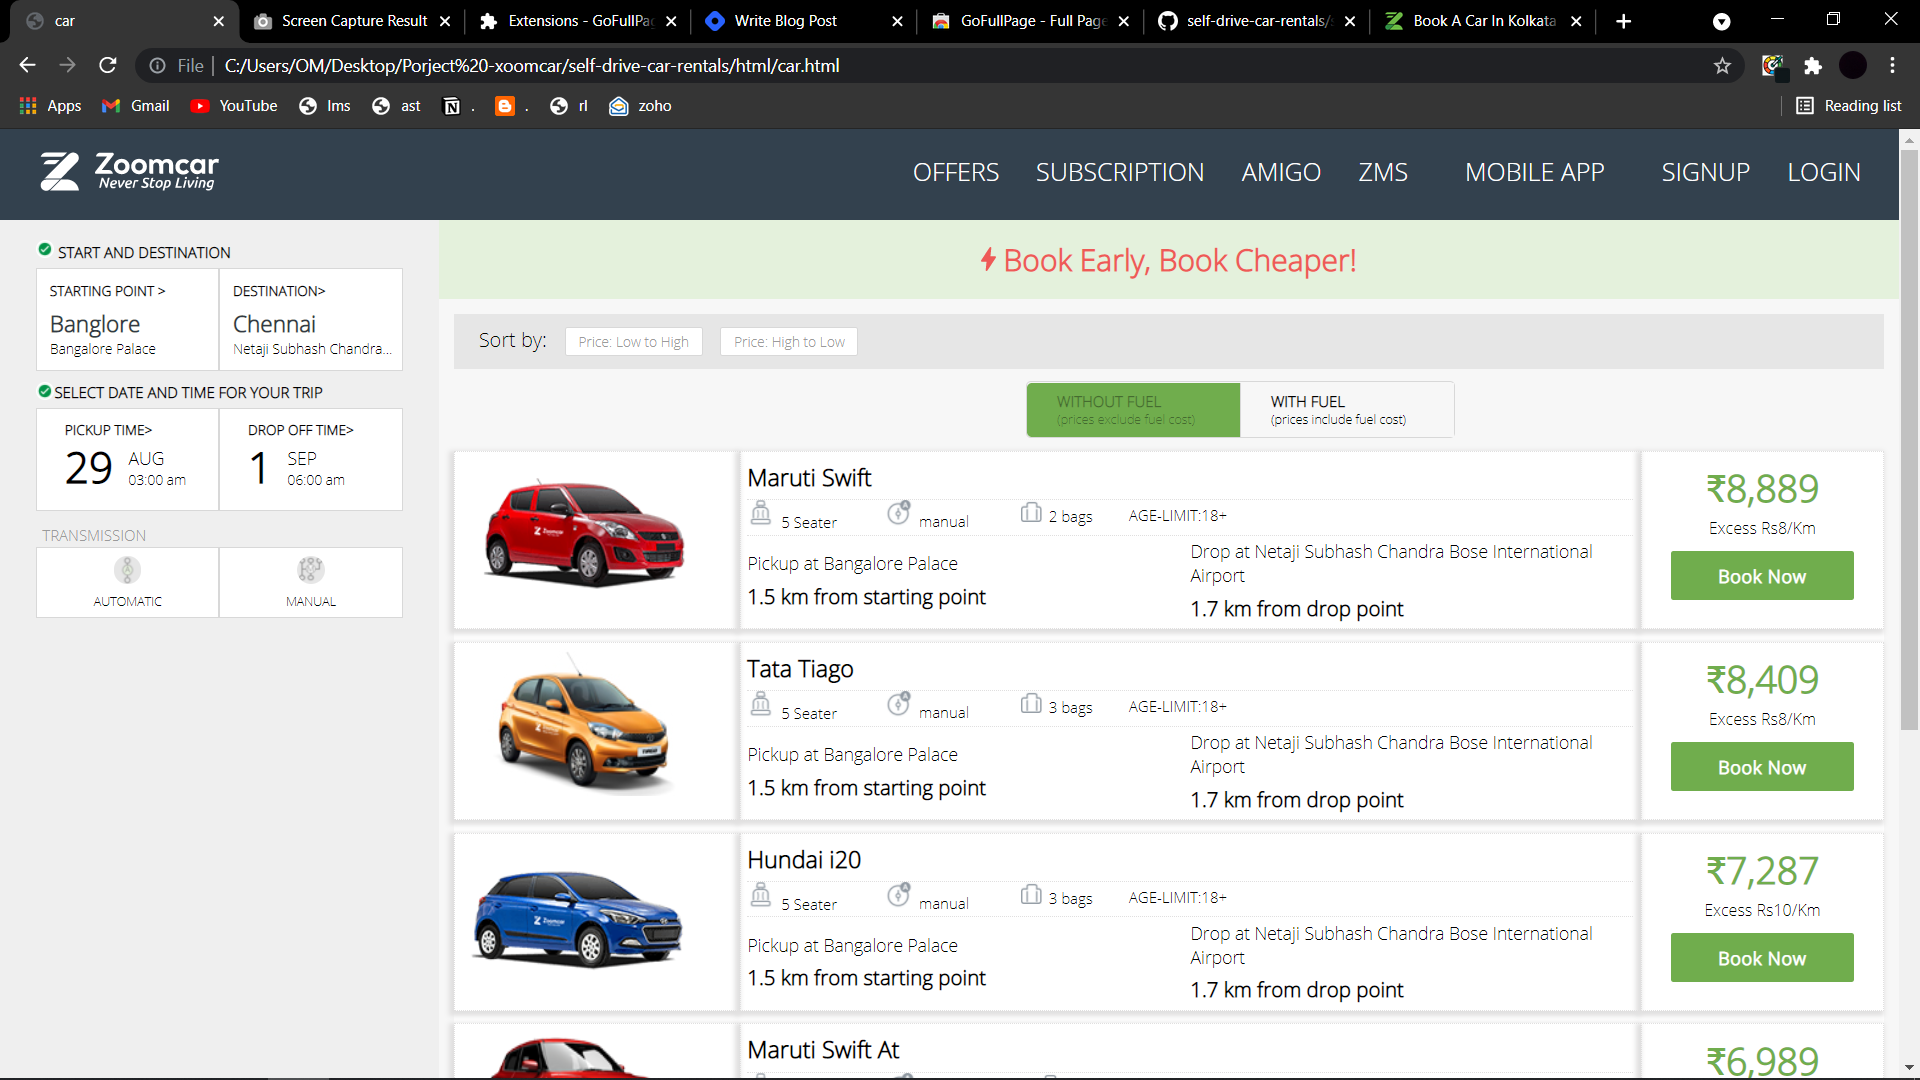 car
Screen Capture Result
Extensions - GoFullPa
Write Blog Post
GoFullPage - Full Page
self-drive-car-rentals/
Book A Car In Kolkata
File
C:/Users/OM/Desktop/Porject%20-xoomcar/self-drive-car-rentals/html/car.html
Apps
Gmail
YouTube
lms
ast
.
.
rl
zoho
Reading list
Zoomcar
Never Stop Living
OFFERS
SUBSCRIPTION
AMIGO
ZMS
MOBILE APP
SIGNUP
LOGIN
START AND DESTINATION
STARTING POINT >
Banglore
Bangalore Palace
DESTINATION>
Chennai
Netaji Subhash Chandra...
SELECT DATE AND TIME FOR YOUR TRIP
PICKUP TIME>
29 AUG
03:00 am
DROP OFF TIME>
1 SEP
06:00 am
TRANSMISSION
AUTOMATIC
MANUAL
Book Early, Book Cheaper!
Sort by:
Price: Low to High
Price: High to Low
WITHOUT FUEL
(prices exclude fuel cost)
WITH FUEL
(prices include fuel cost)
Maruti Swift
5 Seater
manual
2 bags
AGE-LIMIT:18+
Pickup at Bangalore Palace
1.5 km from starting point
Drop at Netaji Subhash Chandra Bose International
Airport
1.7 km from drop point
₹8,889
Excess Rs8/Km
Book Now
Tata Tiago
5 Seater
manual
3 bags
AGE-LIMIT:18+
Pickup at Bangalore Palace
1.5 km from starting point
Drop at Netaji Subhash Chandra Bose International
Airport
1.7 km from drop point
₹8,409
Excess Rs8/Km
Book Now
Hundai i20
5 Seater
manual
3 bags
AGE-LIMIT:18+
Pickup at Bangalore Palace
1.5 km from starting point
Drop at Netaji Subhash Chandra Bose International
Airport
1.7 km from drop point
₹7,287
Excess Rs10/Km
Book Now
Maruti Swift At
₹6,989